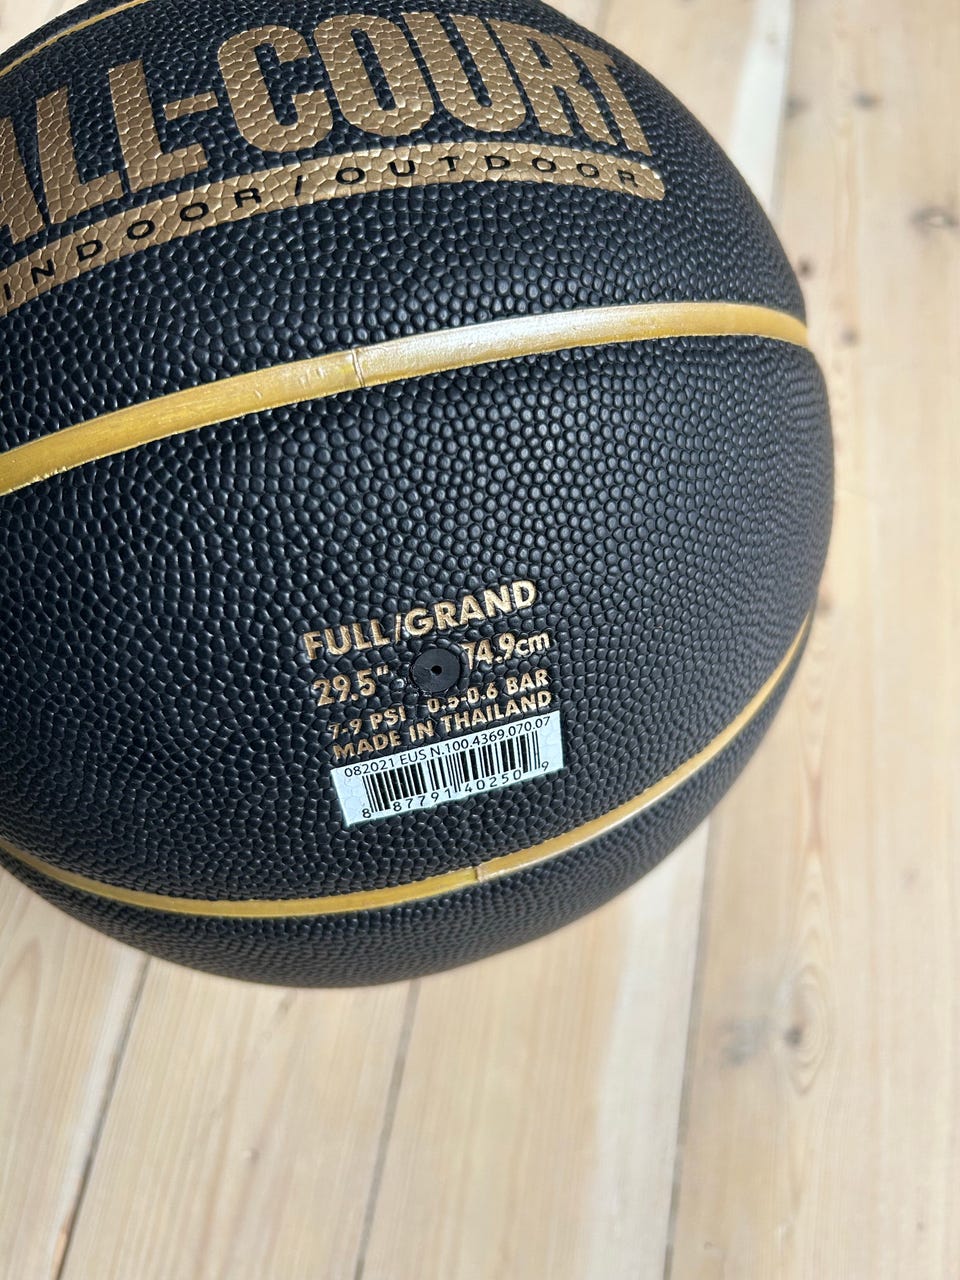 ALL-COURT
INDOOR/OUTDOOR
FULL/GRAND
29.5" 74.9cm
7-9 PSI 0.5-0.6 BAR
MADE IN THAILAND
082021 EUS N.100.4369.070.07
8 87791 40250 9